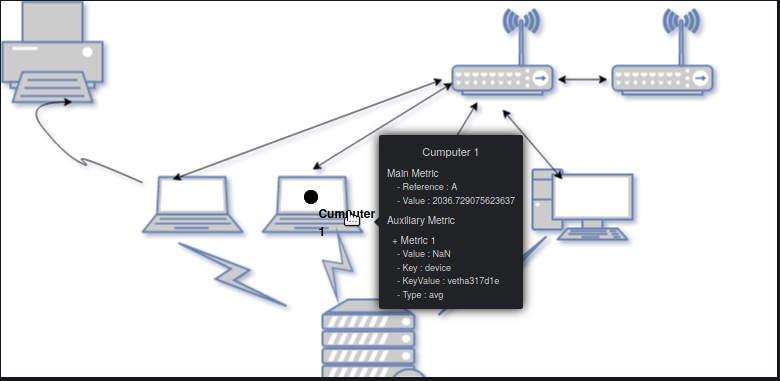 Cumputer
1
Cumputer 1
Main Metric
- Reference : A
- Value : 2036.729075623637
Auxiliary Metric
+ Metric 1
- Value : NaN
- Key : device
- KeyValue : vetha317d1e
- Type : avg